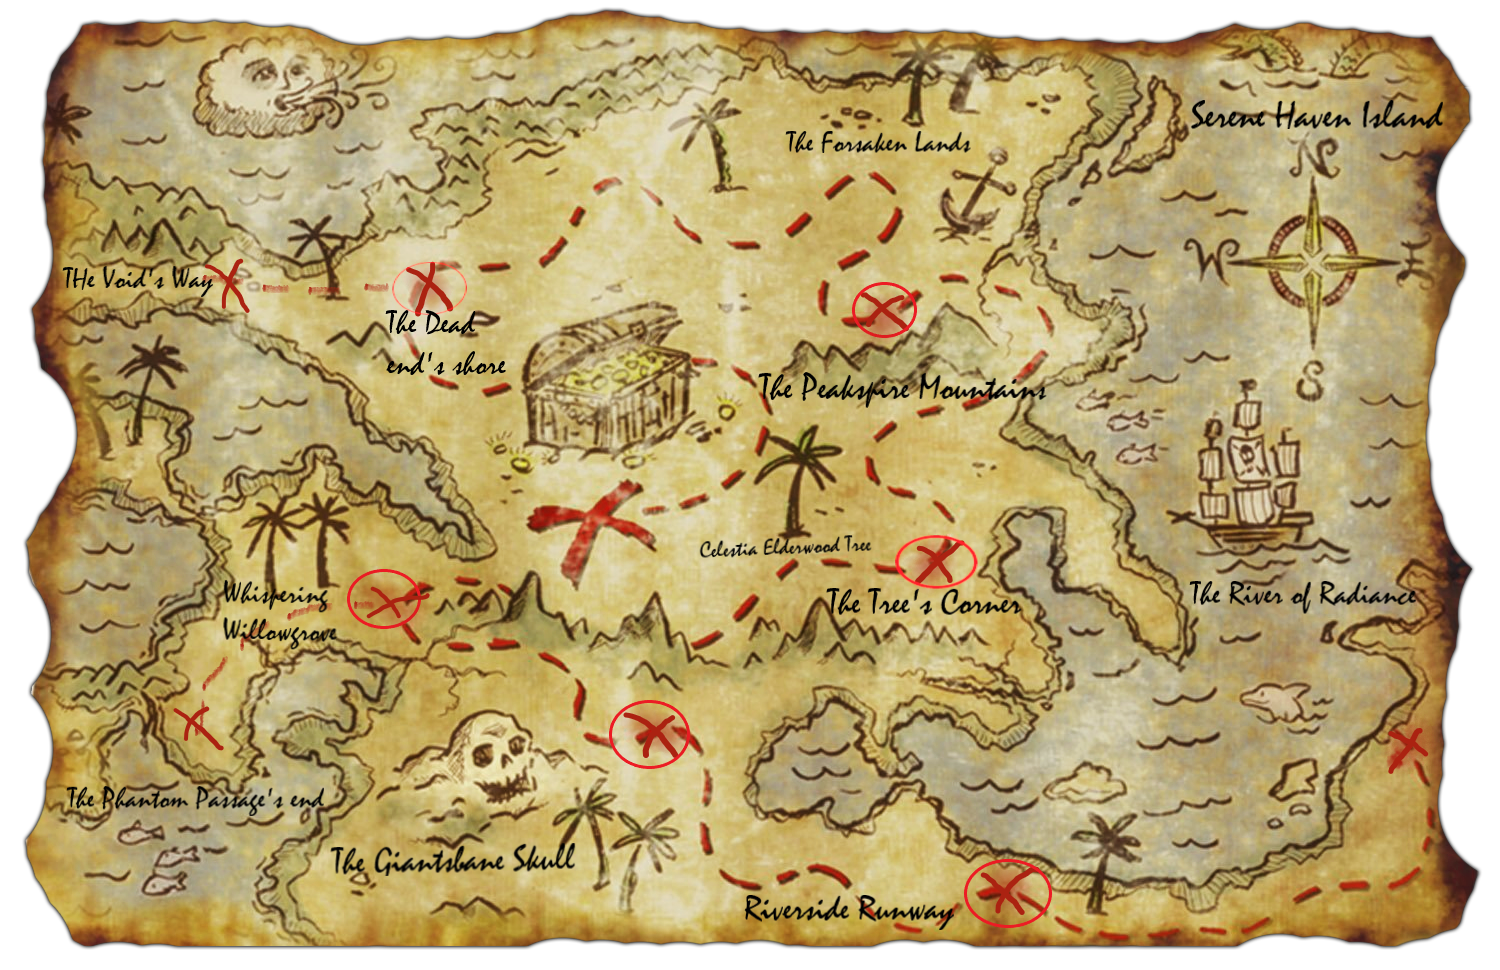 Serene Haven Island
The Forsaken Lands
N
W
E
S
THe Void's Way
The Dead
end's shore
The Peakspire Mountains
Celestia Elderwood Tree
The Tree's Corner
The River of Radiance
Whispering
Willowgrove
The Phantom Passage's end
The Giantsbane Skull
Riverside Runway